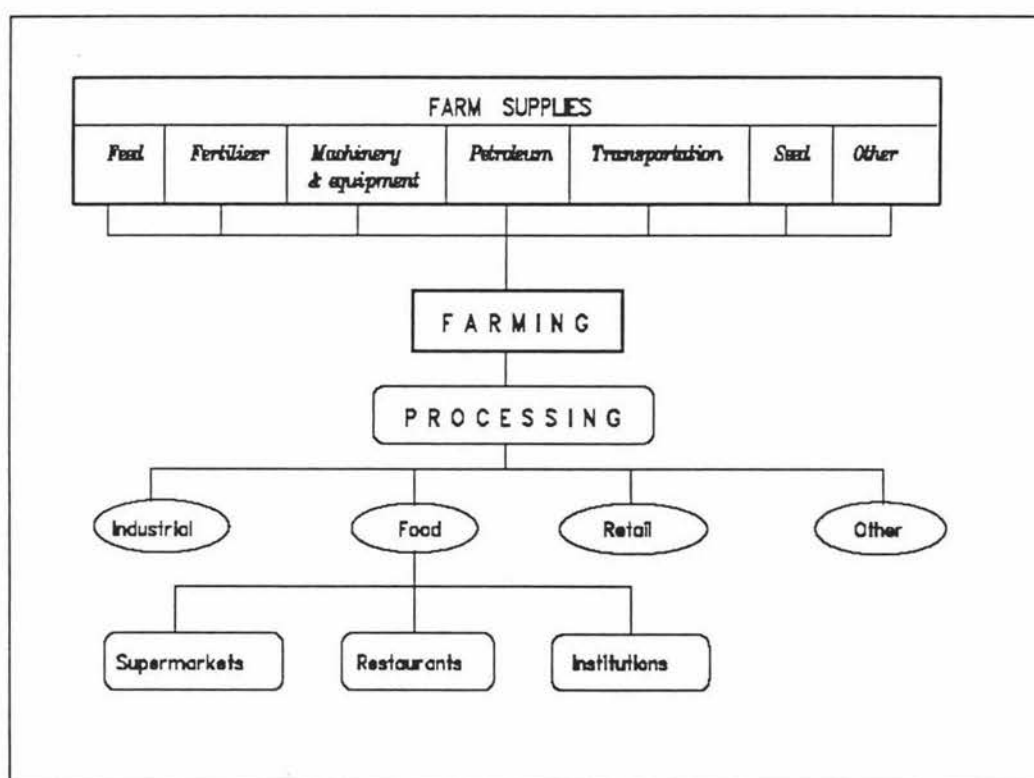 FARM SUPPLIES
Feed Fertilizer Machinery Petroleum Transportation Seed Other
& equipment
FARMING
PROCESSING
Industrial Food Retail Other
Supermarkets Restaurants Institutions